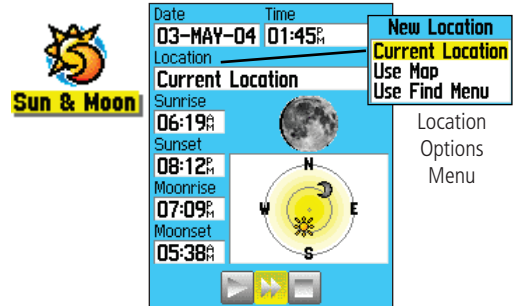 Sun & Moon
Date Time
03-MAY-04 01:45PM
Location
Current Location
Sunrise
06:19AM
Sunset
08:12PM
Moonrise
07:09PM
Moonset
05:38AM
N
W E
S
New Location
Current Location
Use Map
Use Find Menu
Location
Options
Menu